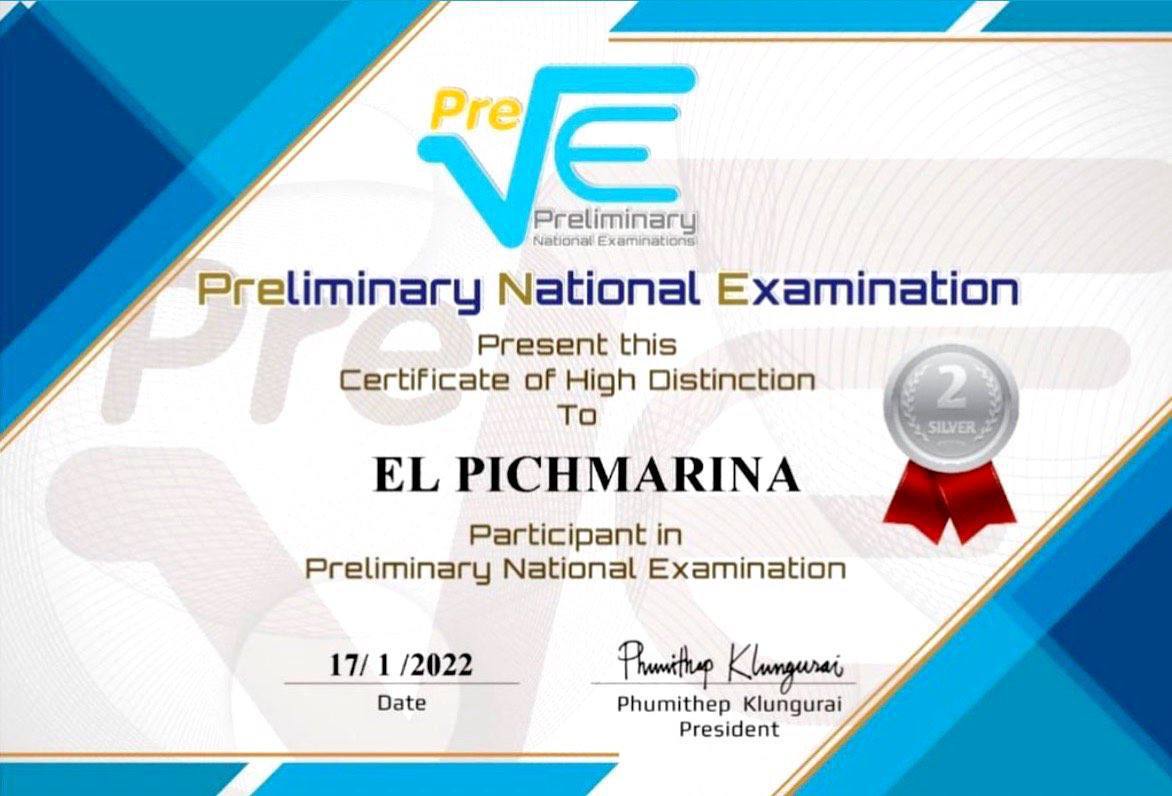 Pre
E
Preliminary
National Examinations
Preliminary National Examination
Present this
Certificate of High Distinction
To
2
SILVER
EL PICHMARINA
Participant in
Preliminary National Examination
17/ 1 /2022
Date
Phumithep Klungurai
Phumithep Klungurai
President